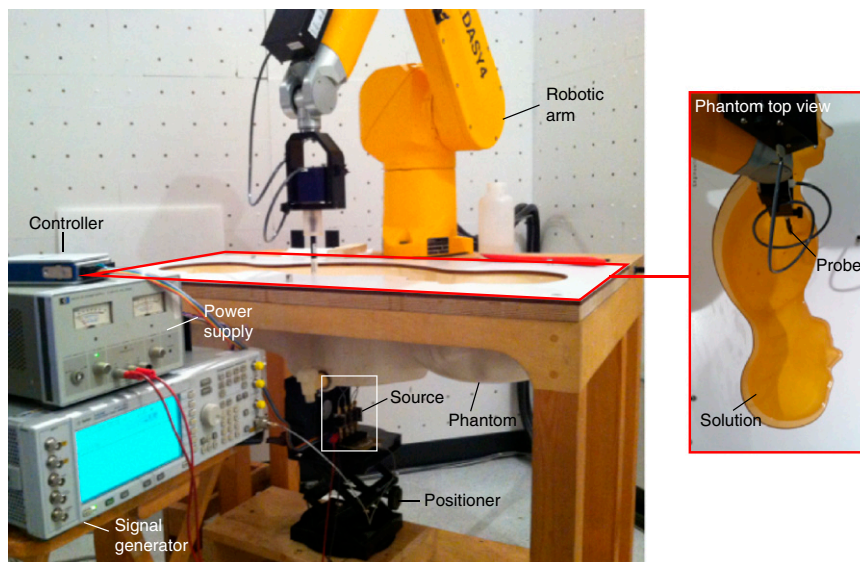 DASY4
Robotic
arm
Phantom top view
Controller
Probe
Power
supply
Source
Phantom
Solution
Positioner
Signal
generator